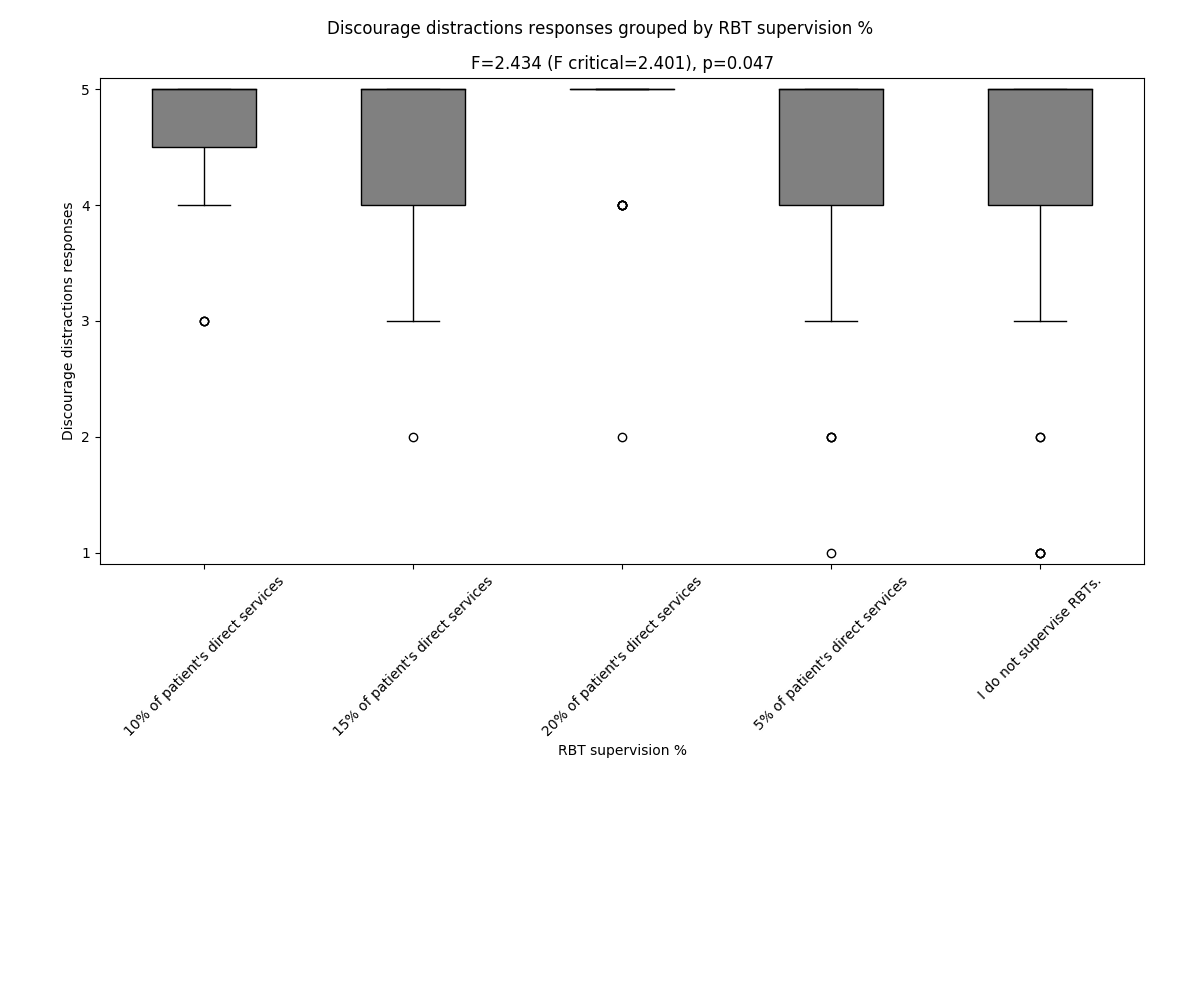 Discourage distractions responses grouped by RBT supervision %
F=2.434 (F critical=2.401), p=0.047
Discourage distractions responses
5
4
3
2
1
10% of patient's direct services
15% of patient's direct services
20% of patient's direct services
5% of patient's direct services
I do not supervise RBTs.
RBT supervision %